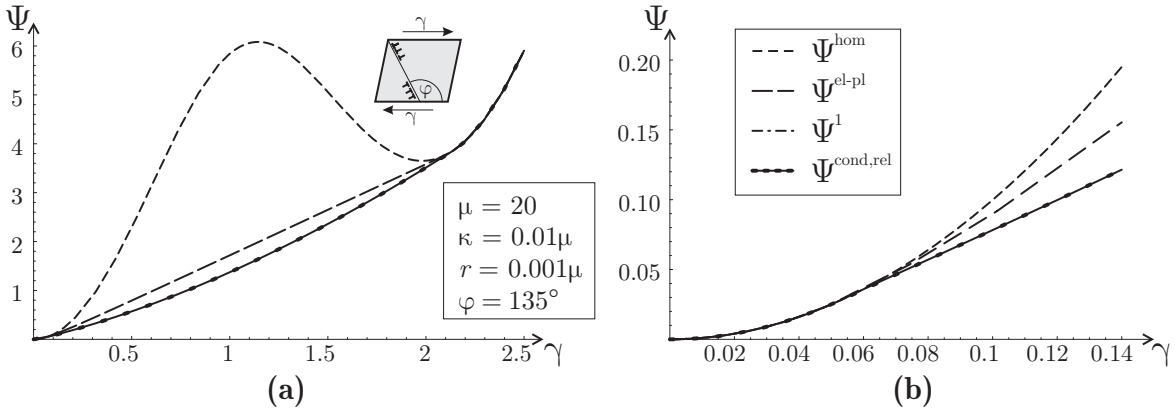 Ψ
6
5
4
3
2
1
0.5
1
1.5
2
2.5
γ
γ
φ
γ
μ = 20
κ = 0.01μ
r = 0.001μ
φ = 135°
(a)
Ψ
0.20
0.15
0.10
0.05
0.02
0.04
0.06
0.08
0.1
0.12
0.14
γ
Ψ^hom
Ψ^el-pl
Ψ^1
Ψ^cond,rel
(b)